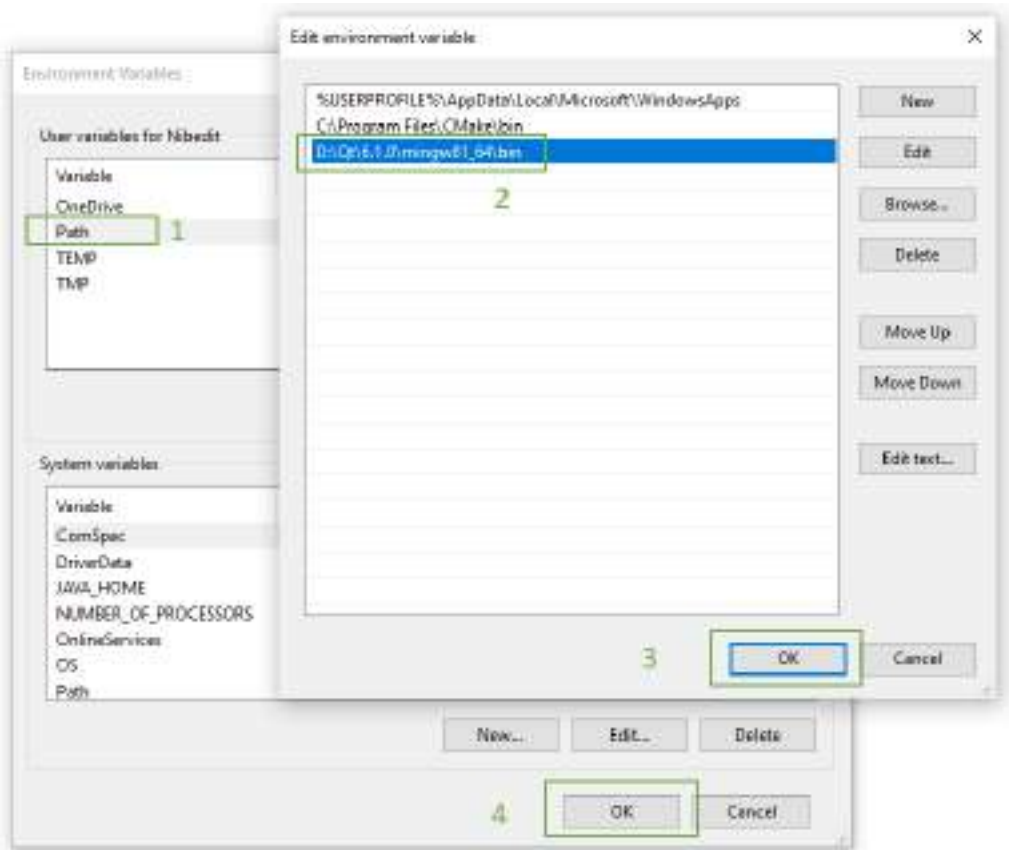 Edit environment variable
%USERPROFILE%\AppData\Local\Microsoft\WindowsApps
C:\Program Files\CMake\bin
D:\Qt\6.1.0\mingw81_64\bin
2
New
Edit
Browse...
Delete
Move Up
Move Down
Edit text...
3
OK
Cancel
Environment Variables
User variables for Nibedit
Variable
OneDrive
Path
1
TEMP
TMP
System variables
Variable
ComSpec
DriverData
JAVA_HOME
NUMBER_OF_PROCESSORS
OnlineServices
OS
Path
New...
Edit...
Delete
4
OK
Cancel